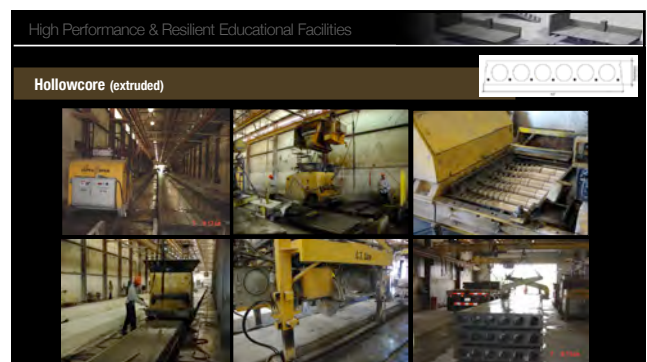 High Performance & Resilient Educational Facilities
Hollowcore (extruded)